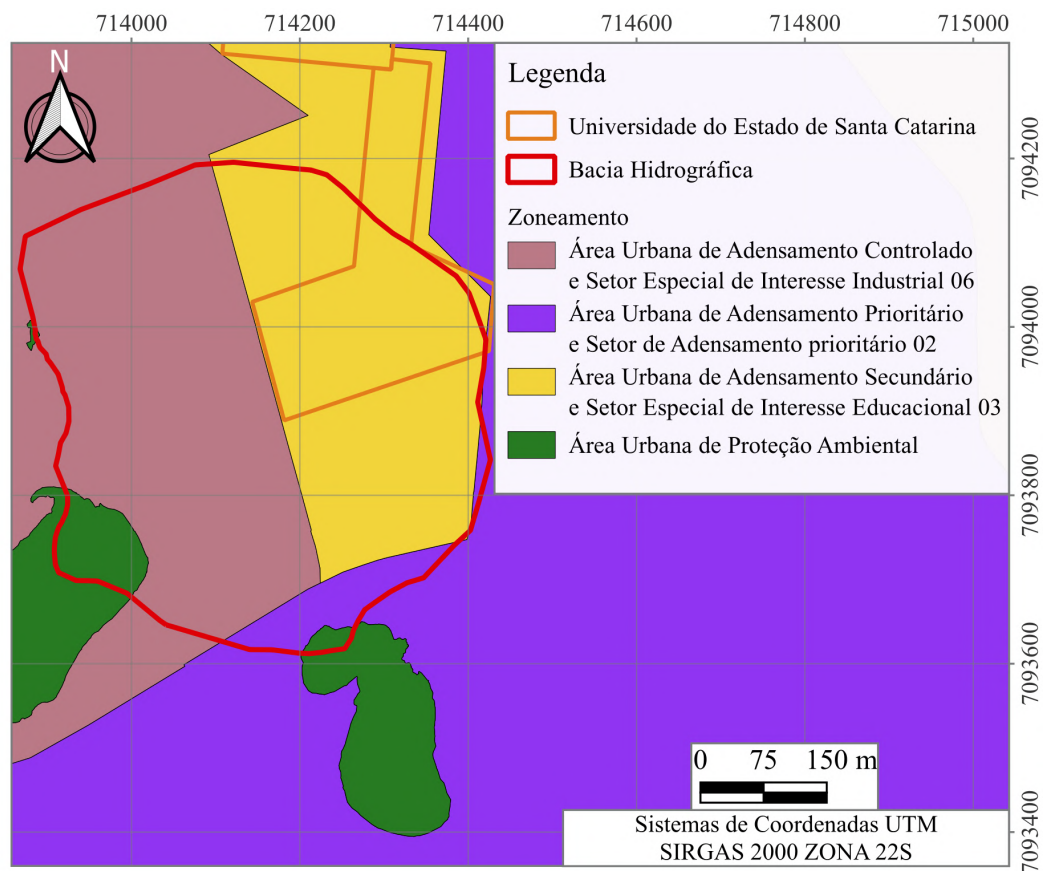 714000 714200 714400 714600 714800 715000
N
Legenda
Universidade do Estado de Santa Catarina
Bacia Hidrográfica
Zoneamento
Área Urbana de Adensamento Controlado
e Setor Especial de Interesse Industrial 06
Área Urbana de Adensamento Prioritário
e Setor de Adensamento prioritário 02
Área Urbana de Adensamento Secundário
e Setor Especial de Interesse Educacional 03
Área Urbana de Proteção Ambiental
7094200
7094000
7093800
7093600
7093400
0 75 150 m
Sistemas de Coordenadas UTM
SIRGAS 2000 ZONA 22S